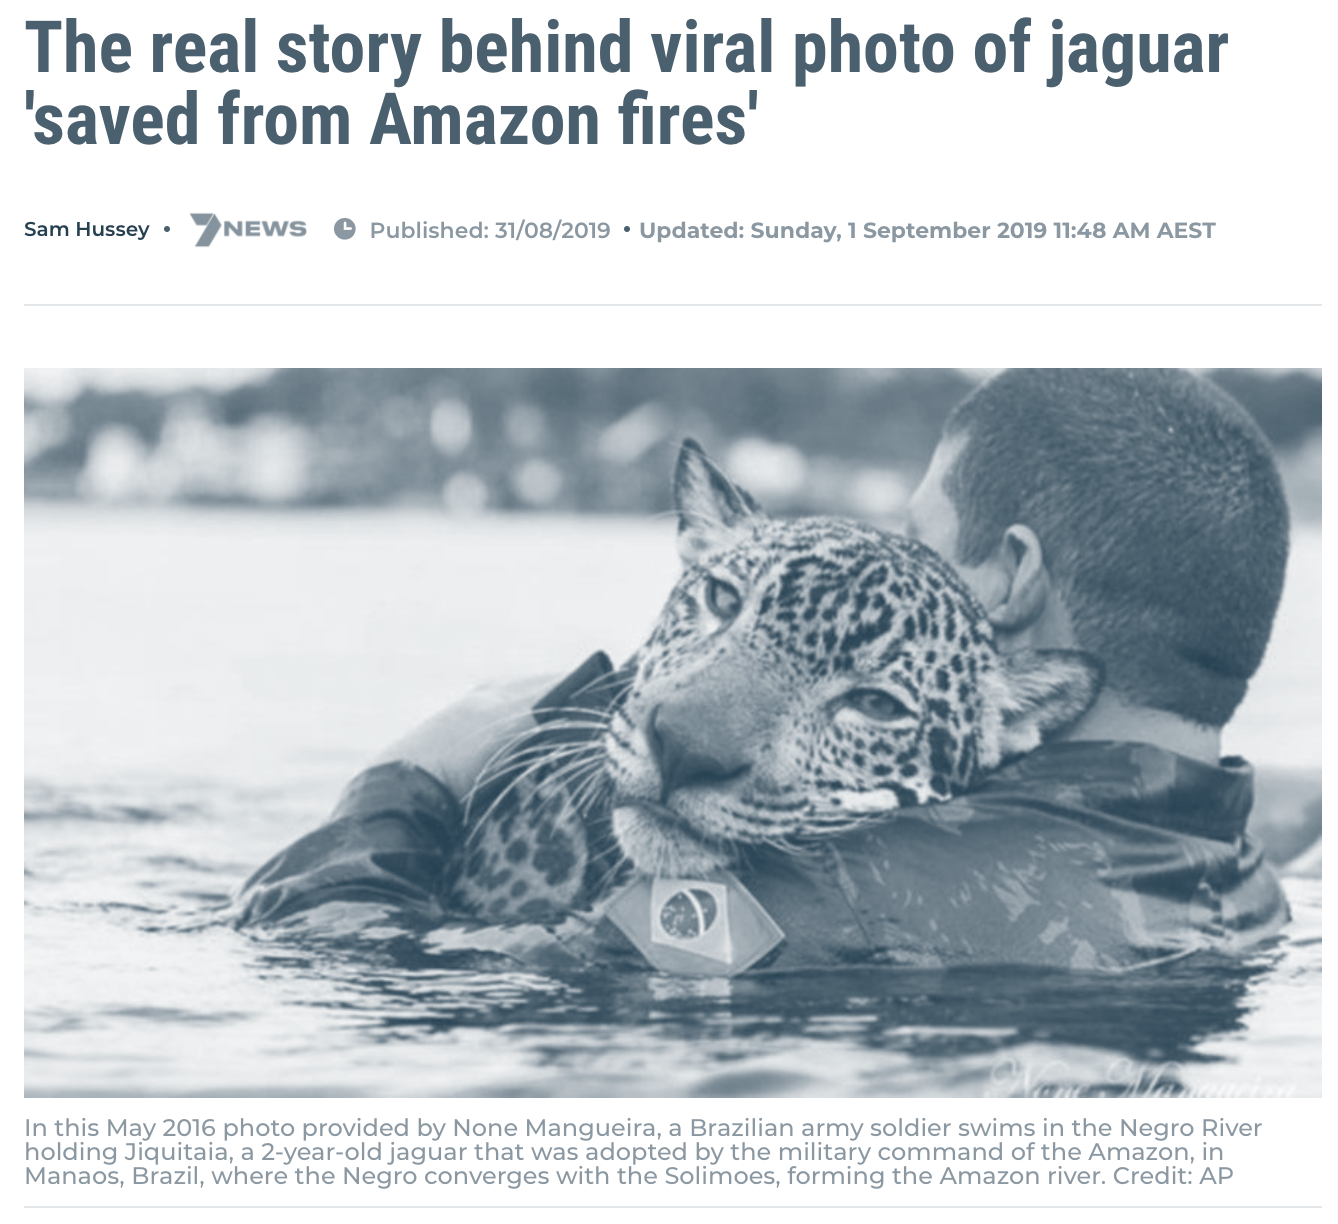 The real story behind viral photo of jaguar
'saved from Amazon fires'
Sam Hussey • 7NEWS Published: 31/08/2019 • Updated: Sunday, 1 September 2019 11:48 AM AEST
None Mangueira
In this May 2016 photo provided by None Mangueira, a Brazilian army soldier swims in the Negro River
holding Jiquitaia, a 2-year-old jaguar that was adopted by the military command of the Amazon, in
Manaos, Brazil, where the Negro converges with the Solimoes, forming the Amazon river. Credit: AP